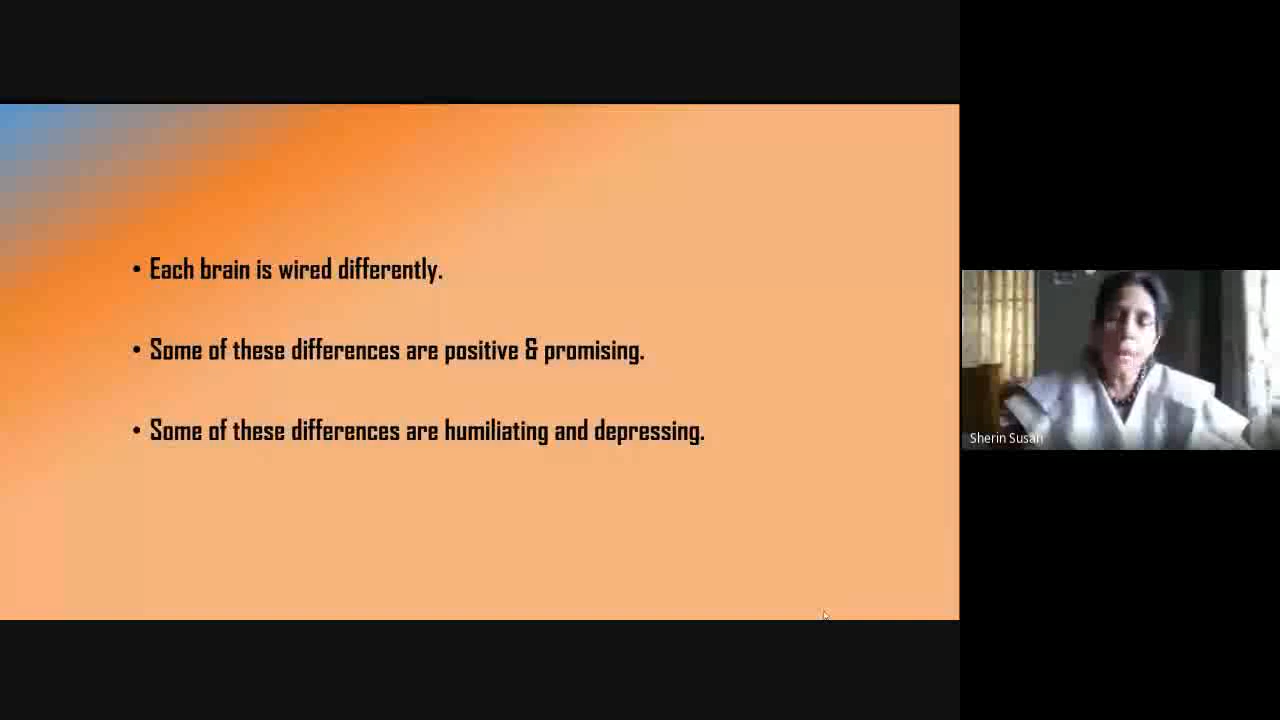 • Each brain is wired differently.
• Some of these differences are positive & promising.
• Some of these differences are humiliating and depressing.
Sherin Susan